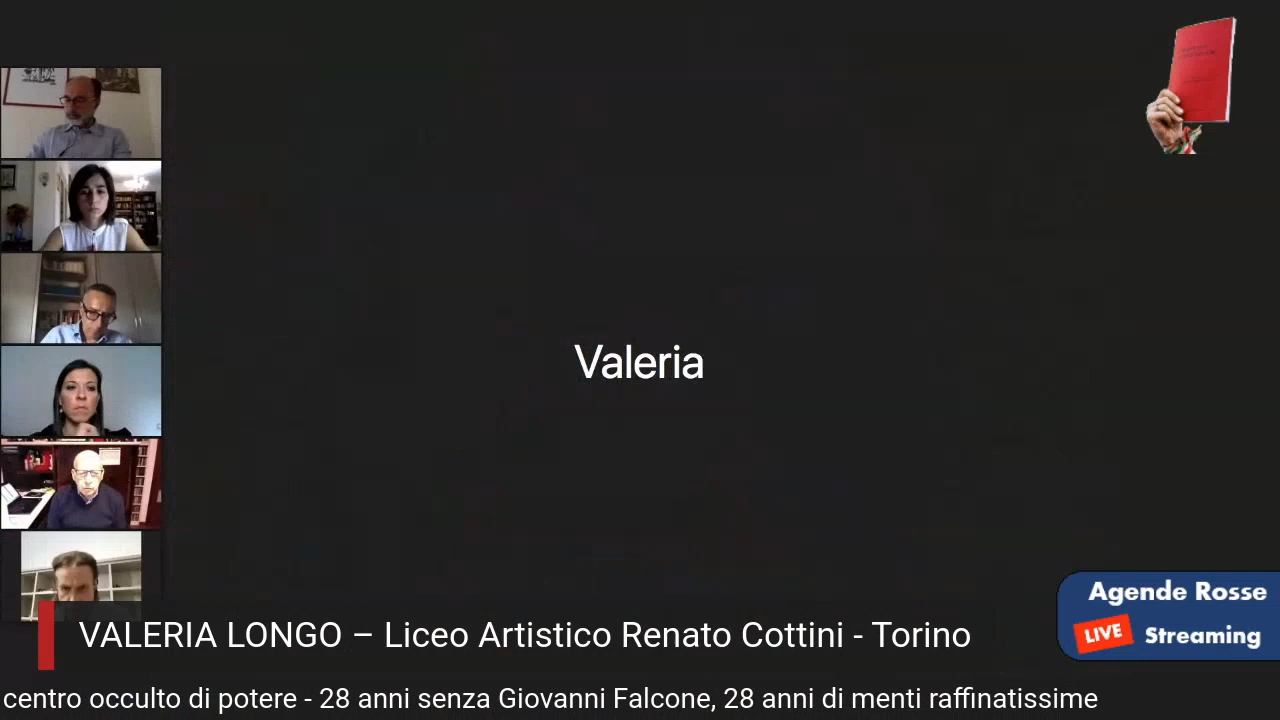 Valeria
VALERIA LONGO – Liceo Artistico Renato Cottini - Torino
Agende Rosse
LIVE Streaming
centro occulto di potere - 28 anni senza Giovanni Falcone, 28 anni di menti raffinatissime